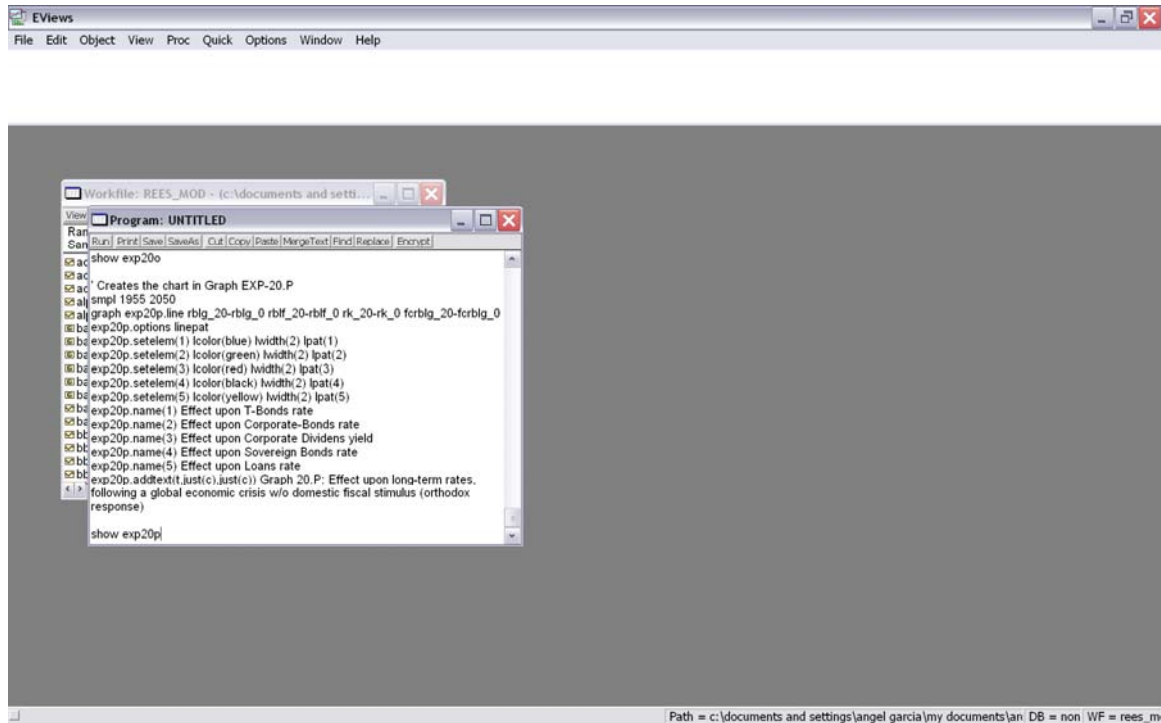 EViews
File Edit Object View Proc Quick Options Window Help
Workfile: REES_MOD - (c:\documents and setti...
View
Program: UNTITLED
Run Print Save SaveAs Cut Copy Paste MergeText Find Replace Encrypt
Ran
Sam
show exp20o
' Creates the chart in Graph EXP-20.P
smpl 1955 2050
graph exp20p.line rblg_20-rblg_0 rblf_20-rblf_0 rk_20-rk_0 fcrblg_20-fcrblg_0
exp20p.options linepat
exp20p.setelem(1) lcolor(blue) lwidth(2) lpat(1)
exp20p.setelem(2) lcolor(green) lwidth(2) lpat(2)
exp20p.setelem(3) lcolor(red) lwidth(2) lpat(3)
exp20p.setelem(4) lcolor(black) lwidth(2) lpat(4)
exp20p.setelem(5) lcolor(yellow) lwidth(2) lpat(5)
exp20p.name(1) Effect upon T-Bonds rate
exp20p.name(2) Effect upon Corporate-Bonds rate
exp20p.name(3) Effect upon Corporate Dividens yield
exp20p.name(4) Effect upon Sovereign Bonds rate
exp20p.name(5) Effect upon Loans rate
exp20p.addtext(t,just(c),just(c)) Graph 20.P: Effect upon long-term rates,
following a global economic crisis w/o domestic fiscal stimulus (orthodox
response)
show exp20p
Path = c:\documents and settings\angel garcia\my documents\an DB = non WF = rees_m